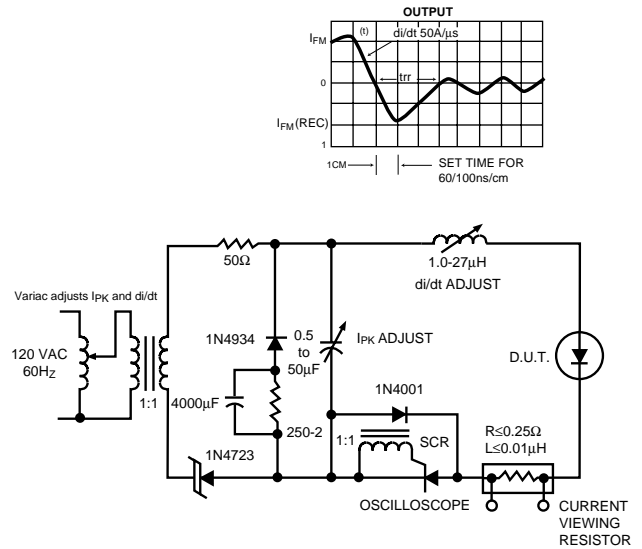 OUTPUT
IFM
(t)
di/dt 50A/μs
0
trr
IFM(REC)
1
1CM
SET TIME FOR
60/100ns/cm
50Ω
1.0-27μH
di/dt ADJUST
Variac adjusts IPK and di/dt
120 VAC
60HZ
1:1
1N4934
0.5
to
50μF
IPK ADJUST
D.U.T.
4000μF
250-2
1N4001
1:1
SCR
R≤0.25Ω
L≤0.01μH
1N4723
OSCILLOSCOPE
CURRENT
VIEWING
RESISTOR